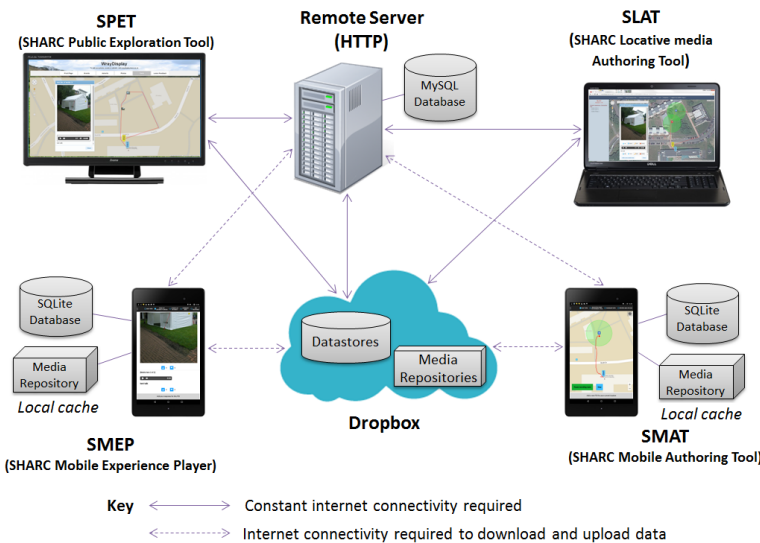 SPET
(SHARC Public Exploration Tool)
Remote Server
(HTTP)
SLAT
(SHARC Locative media
Authoring Tool)
MySQL
Database
SQLite
Database
Media
Repository
Local cache
SMEP
(SHARC Mobile Experience Player)
Datastores
Media
Repositories
Dropbox
SQLite
Database
Media
Repository
Local cache
SMAT
(SHARC Mobile Authoring Tool)
Key
Constant internet connectivity required
Internet connectivity required to download and upload data